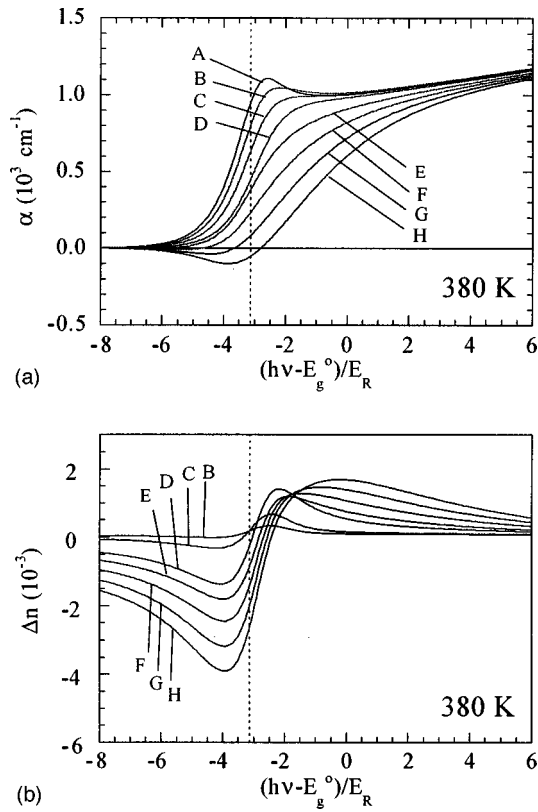 1.5
1.0
0.5
0.0
-0.5
α (10³ cm⁻¹)
A
B
C
D
E
F
G
H
380 K
-8 -6 -4 -2 0 2 4 6
(hν-E_g^o)/E_R
(a)
2
0
-2
-4
-6
Δn (10⁻³)
E D C B
F
G
H
380 K
-8 -6 -4 -2 0 2 4 6
(hν-E_g^o)/E_R
(b)